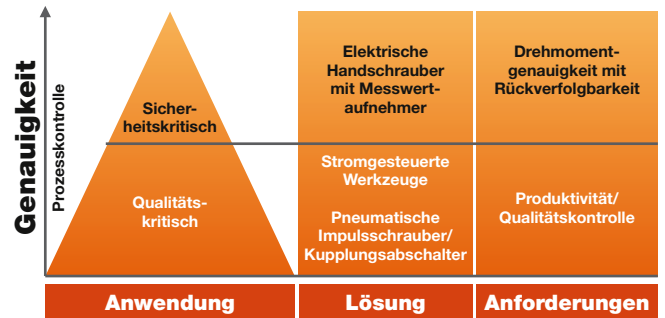 Genauigkeit
Prozesskontrolle
Sicher-
heitskritisch
Qualitäts-
kritisch
Elektrische
Handschrauber
mit Messwert-
aufnehmer
Stromgesteuerte
Werkzeuge
Pneumatische
Impulsschrauber/
Kupplungsabschalter
Drehmoment-
genauigkeit mit
Rückverfolgbarkeit
Produktivität/
Qualitätskontrolle
Anwendung
Lösung
Anforderungen